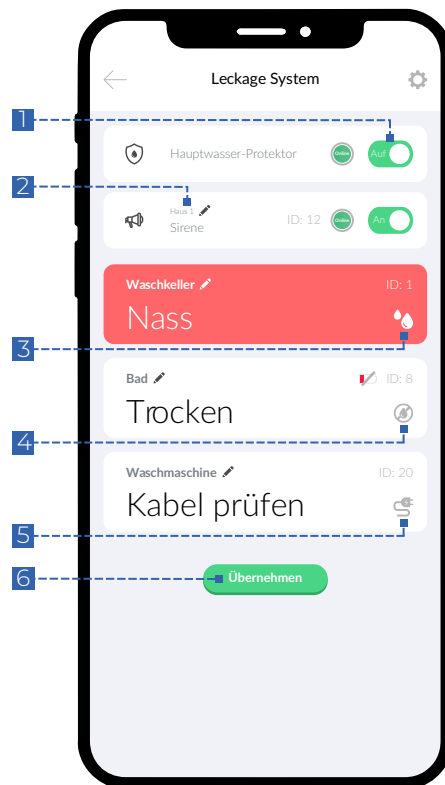 Leckage System
1
Hauptwasser-Protektor Online Auf
2
Haus 1
Sirene ID: 12 Online An
Waschkeller ID: 1
Nass
3
Bad ID: 8
Trocken
4
Waschmaschine ID: 20
Kabel prüfen
5
6
Übernehmen